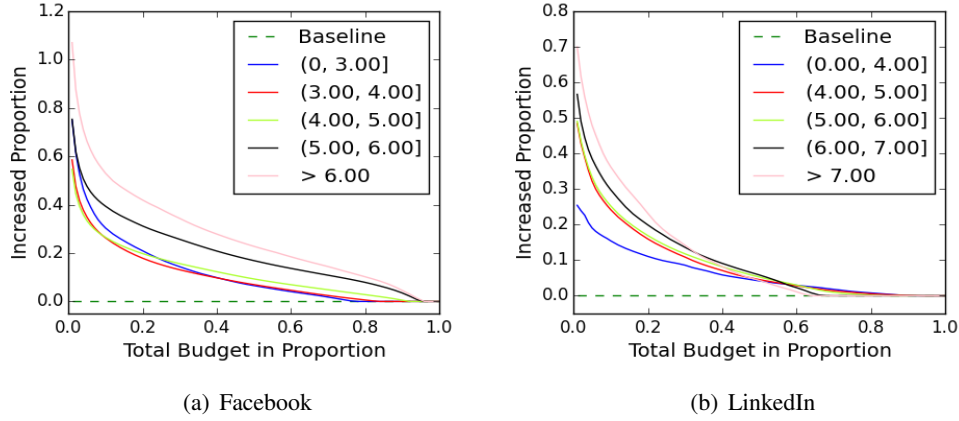 1.2
1.0
0.8
0.6
0.4
0.2
0.0
Increased Proportion
Baseline
(0, 3.00]
(3.00, 4.00]
(4.00, 5.00]
(5.00, 6.00]
> 6.00
0.0 0.2 0.4 0.6 0.8 1.0
Total Budget in Proportion
(a) Facebook
0.8
0.7
0.6
0.5
0.4
0.3
0.2
0.1
0.0
Increased Proportion
Baseline
(0.00, 4.00]
(4.00, 5.00]
(5.00, 6.00]
(6.00, 7.00]
> 7.00
0.0 0.2 0.4 0.6 0.8 1.0
Total Budget in Proportion
(b) LinkedIn